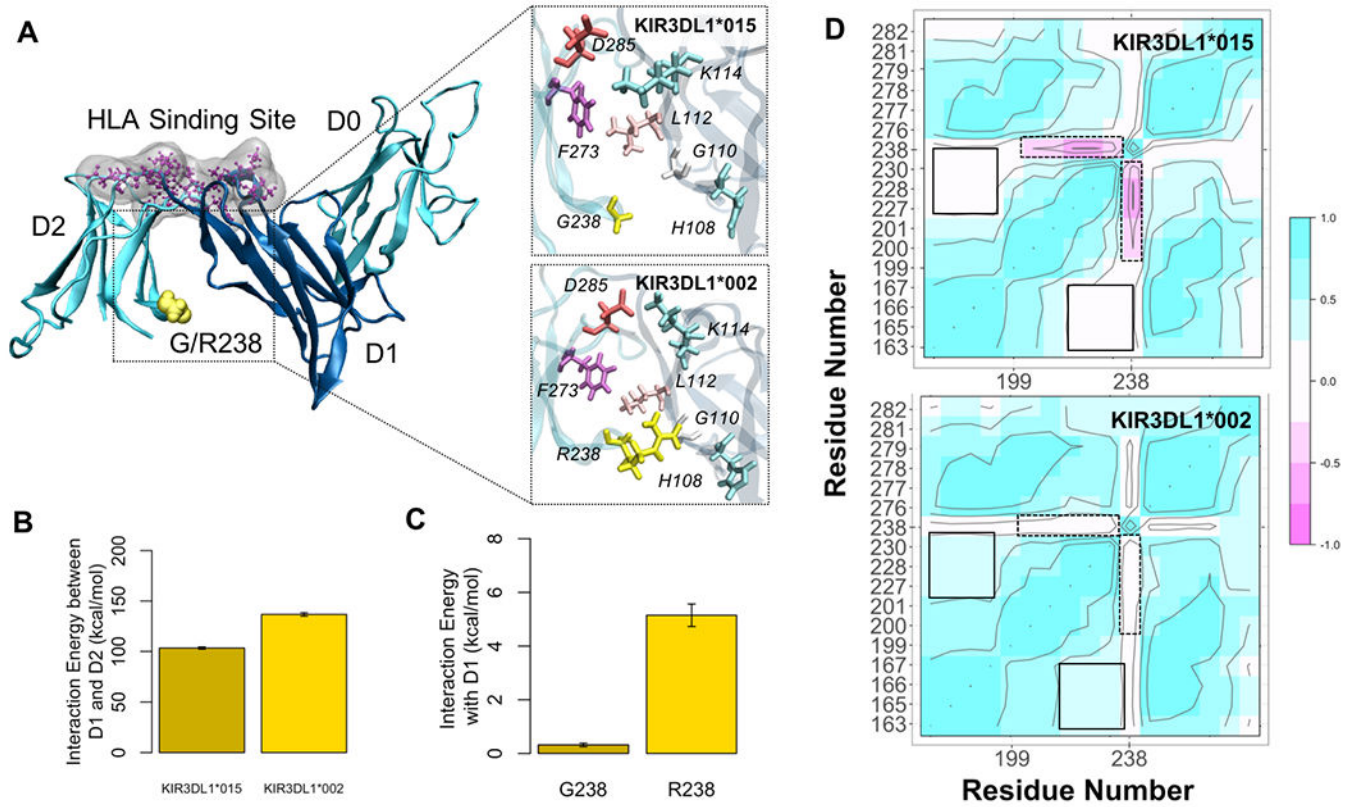 A
HLA Sinding Site
D0
D2
G/R238
D1
KIR3DL1*015
D285
K114
L112
F273
G110
G238
H108
KIR3DL1*002
D285
K114
F273
L112
G110
R238
H108
B
Interaction Energy between
D1 and D2 (kcal/mol)
200
150
100
50
0
KIR3DL1*015
KIR3DL1*002
C
Interaction Energy
with D1 (kcal/mol)
8
6
4
2
0
G238
R238
D
KIR3DL1*015
282
281
279
278
277
276
238
230
228
227
201
200
199
167
166
165
163
199
238
KIR3DL1*002
282
281
279
278
277
276
238
230
228
227
201
200
199
167
166
165
163
199
238
Residue Number
Residue Number
1.0
0.5
0.0
-0.5
-1.0